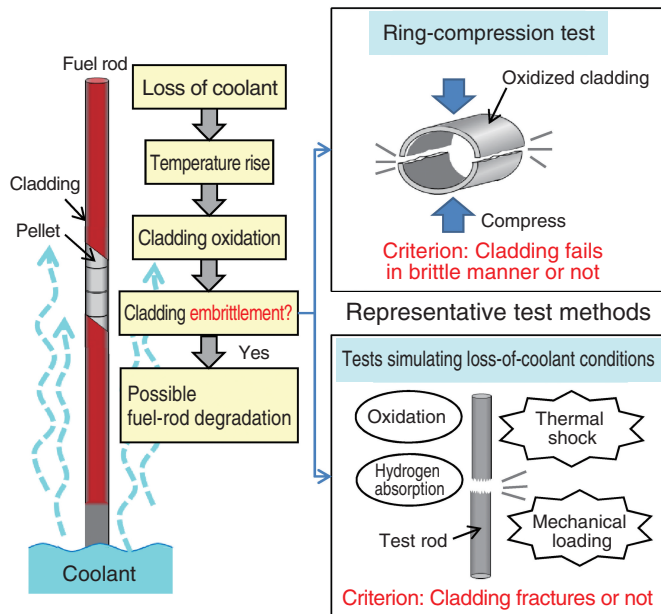 Fuel rod
Cladding
Pellet
Coolant
Loss of coolant
Temperature rise
Cladding oxidation
Cladding embrittlement?
Yes
Possible
fuel-rod degradation
Ring-compression test
Oxidized cladding
Compress
Criterion: Cladding fails
in brittle manner or not
Representative test methods
Tests simulating loss-of-coolant conditions
Oxidation
Thermal
shock
Hydrogen
absorption
Test rod
Mechanical
loading
Criterion: Cladding fractures or not